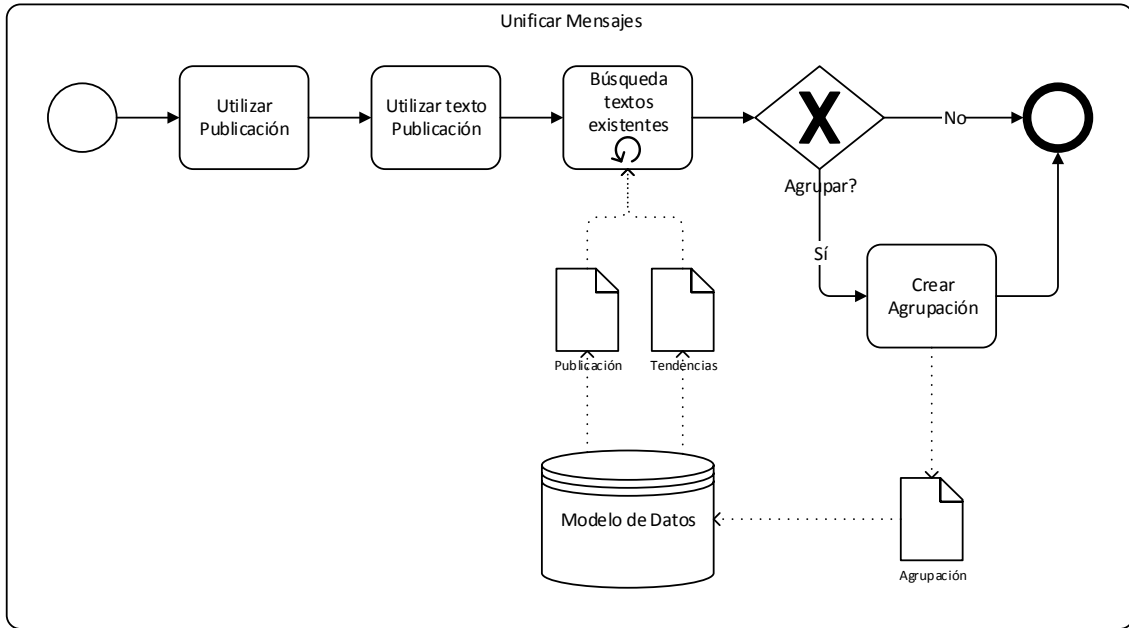 Unificar Mensajes
Utilizar
Publicación
Utilizar texto
Publicación
Búsqueda
textos
existentes
X
No
Agrupar?
Sí
Crear
Agrupación
Publicación
Tendencias
Modelo de Datos
Agrupación